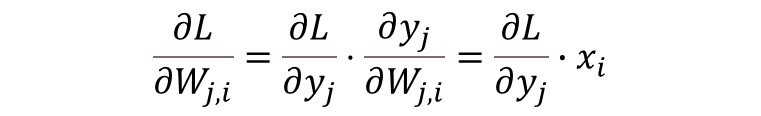 ∂L/∂W_{j,i} = ∂L/∂y_j · ∂y_j/∂W_{j,i} = ∂L/∂y_j · x_i